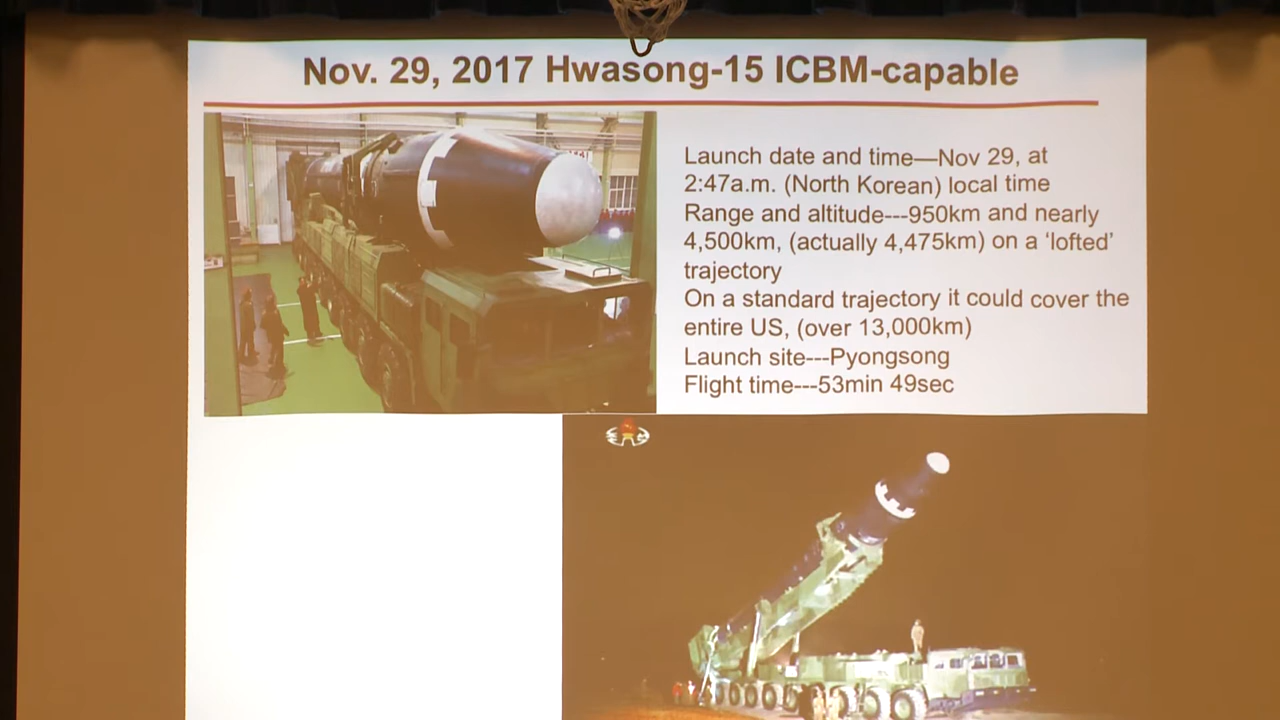 Nov. 29, 2017 Hwasong-15 ICBM-capable
Launch date and time—Nov 29, at
2:47a.m. (North Korean) local time
Range and altitude---950km and nearly
4,500km, (actually 4,475km) on a ‘lofted’
trajectory
On a standard trajectory it could cover the
entire US, (over 13,000km)
Launch site---Pyongsong
Flight time---53min 49sec